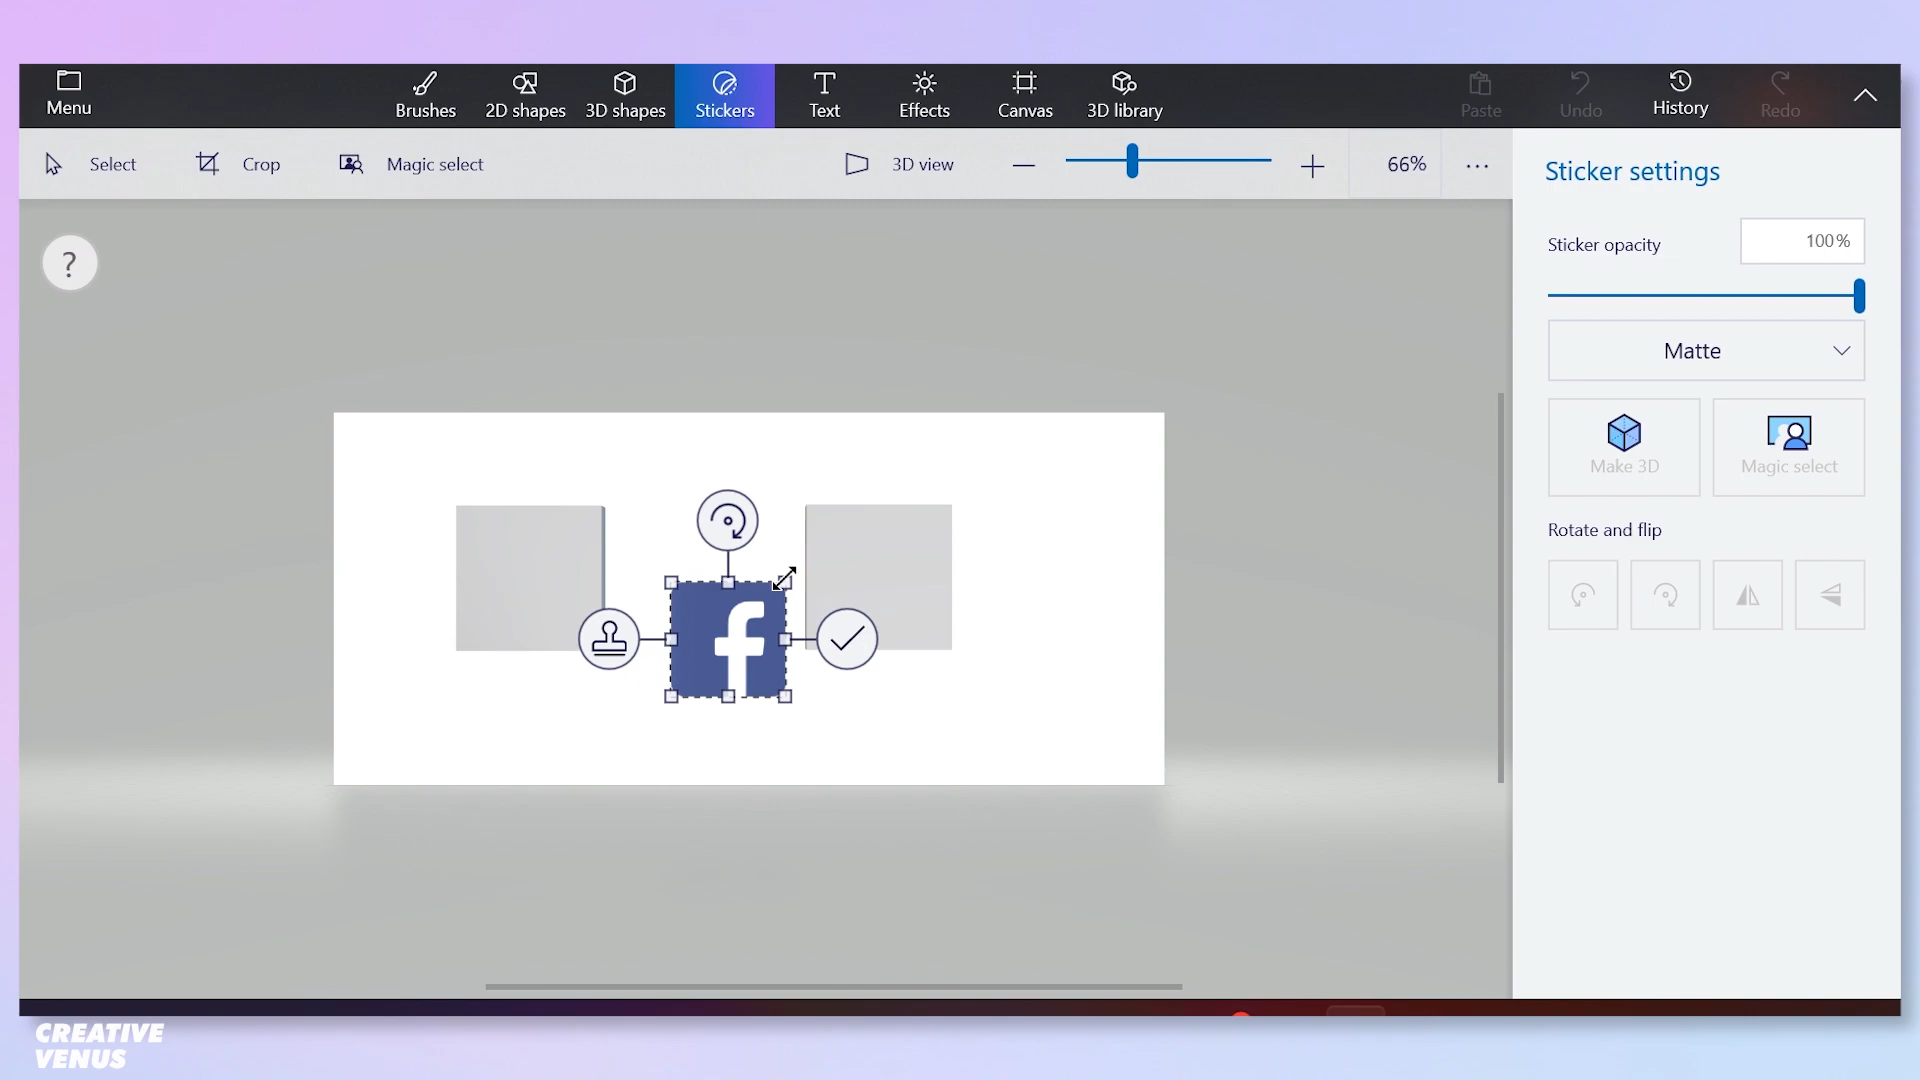 Menu
Brushes
2D shapes
3D shapes
Stickers
Text
Effects
Canvas
3D library
Paste
Undo
History
Redo
Select
Crop
Magic select
3D view
66%
Sticker settings
?
Sticker opacity
100%
Matte
Make 3D
Magic select
Rotate and flip
f
CREATIVE
VENUS